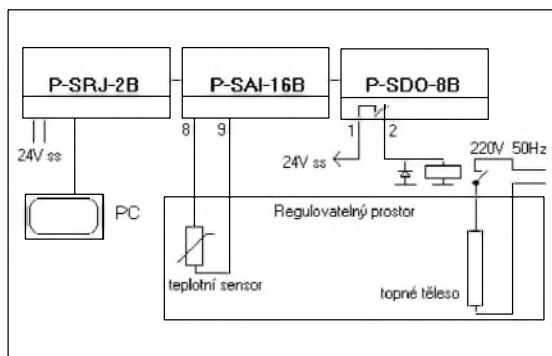 P-SRJ-2B P-SAI-16B P-SDO-8B
8 9 1 2
24V ss 24V ss 220V 50Hz
PC
Regulovatelný prostor
teplotní sensor
topné těleso